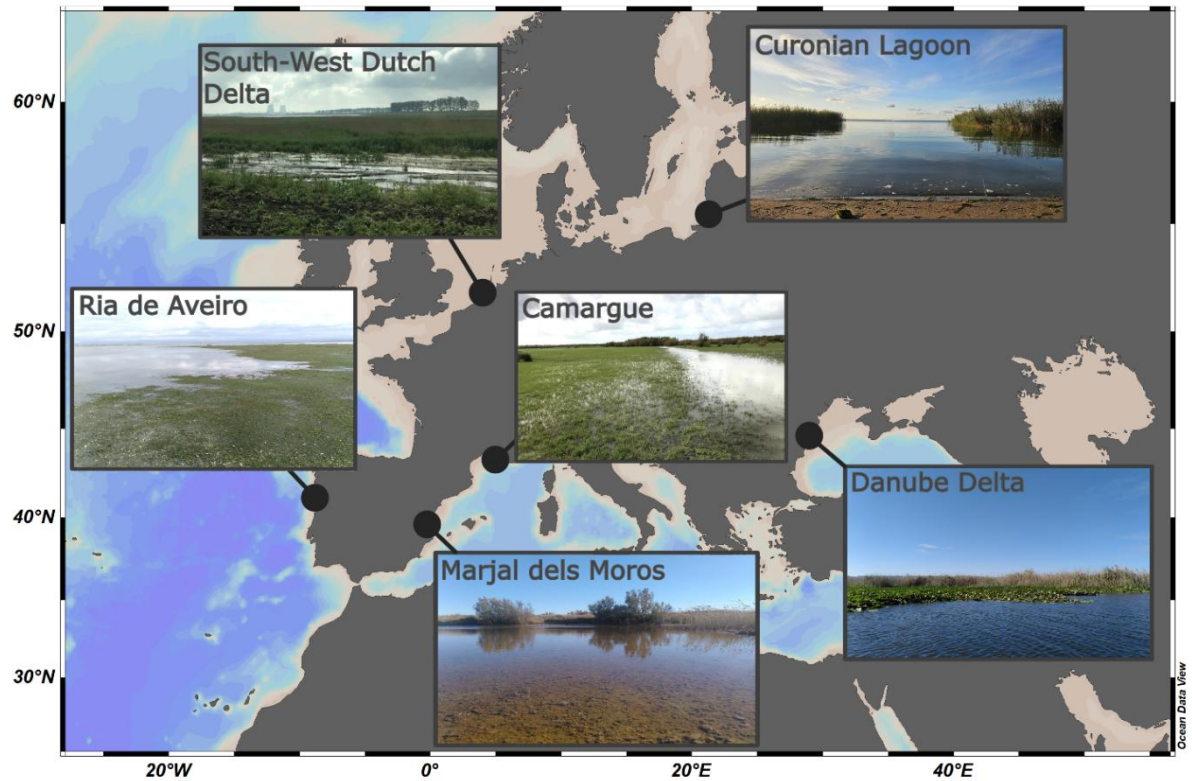 South-West Dutch
Delta
Curonian Lagoon
Ria de Aveiro
Camargue
Danube Delta
Marjal dels Moros
60°N
50°N
40°N
30°N
20°W
0°
20°E
40°E
Ocean Data View